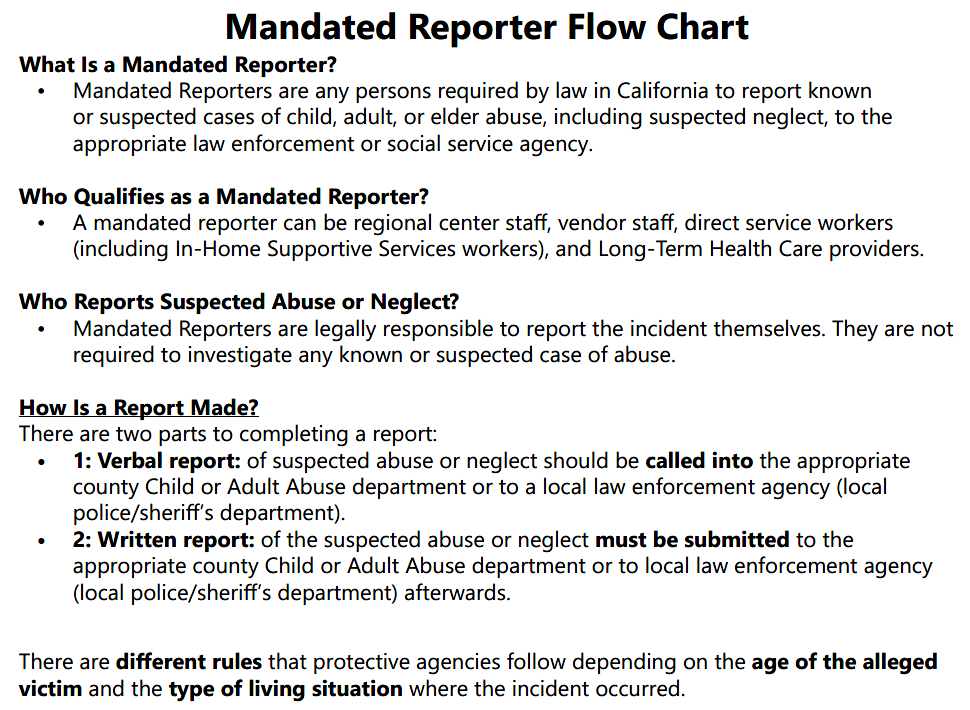 Mandated Reporter Flow Chart
What Is a Mandated Reporter?
• Mandated Reporters are any persons required by law in California to report known
or suspected cases of child, adult, or elder abuse, including suspected neglect, to the
appropriate law enforcement or social service agency.
Who Qualifies as a Mandated Reporter?
• A mandated reporter can be regional center staff, vendor staff, direct service workers
(including In-Home Supportive Services workers), and Long-Term Health Care providers.
Who Reports Suspected Abuse or Neglect?
• Mandated Reporters are legally responsible to report the incident themselves. They are not
required to investigate any known or suspected case of abuse.
How Is a Report Made?
There are two parts to completing a report:
• 1: Verbal report: of suspected abuse or neglect should be called into the appropriate
county Child or Adult Abuse department or to a local law enforcement agency (local
police/sheriff's department).
• 2: Written report: of the suspected abuse or neglect must be submitted to the
appropriate county Child or Adult Abuse department or to local law enforcement agency
(local police/sheriff's department) afterwards.
There are different rules that protective agencies follow depending on the age of the alleged
victim and the type of living situation where the incident occurred.